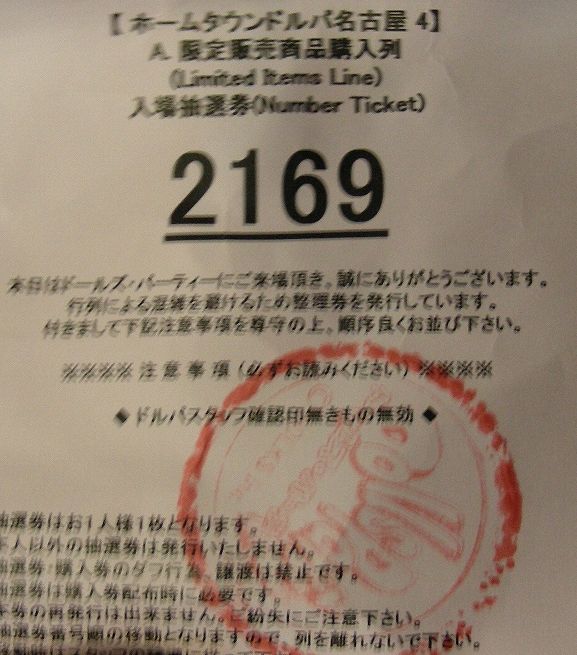 【 ホームタウンドルパ名古屋 4】
A. 限定販売商品購入列
(Limited Items Line)
入場抽選券(Number Ticket)
2169
本日はドールズ・パーティーにご来場頂き、誠にありがとうございます。
行列による混雑を避けるため整理券を発行しています。
付きまして下記注意事項を尊守の上、順序良くお並び下さい。
※※※※ 注 意 事 項 (必ずお読みください) ※※※※
◆ ドルパスタッフ確認印無きもの無効 ◆
抽選券はお1人様1枚となります。
本人以外の抽選券は発行いたしません。
抽選券・購入券のダフ行為、譲渡は禁止です。
抽選券は購入券配布時に必要です。
本券の再発行は出来ません。ご紛失にご注意下さい。
抽選券番号順の移動となりますので、列を離れないで下さい。